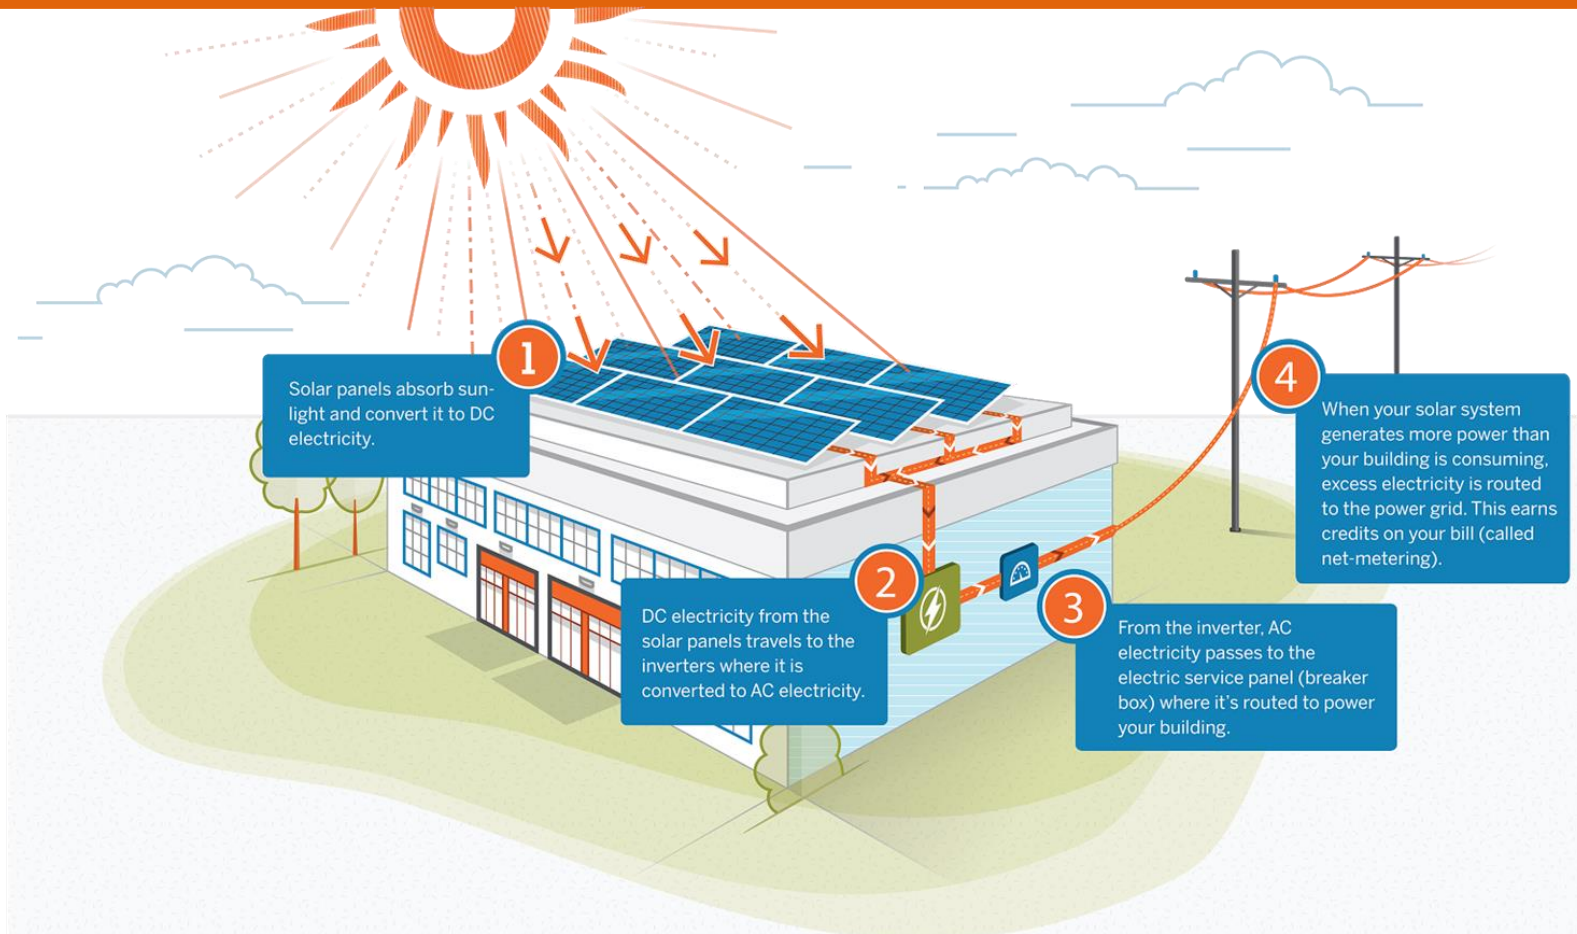 1
Solar panels absorb sun-
light and convert it to DC
electricity.
2
DC electricity from the
solar panels travels to the
inverters where it is
converted to AC electricity.
3
From the inverter, AC
electricity passes to the
electric service panel (breaker
box) where it’s routed to power
your building.
4
When your solar system
generates more power than
your building is consuming,
excess electricity is routed
to the power grid. This earns
credits on your bill (called
net-metering).